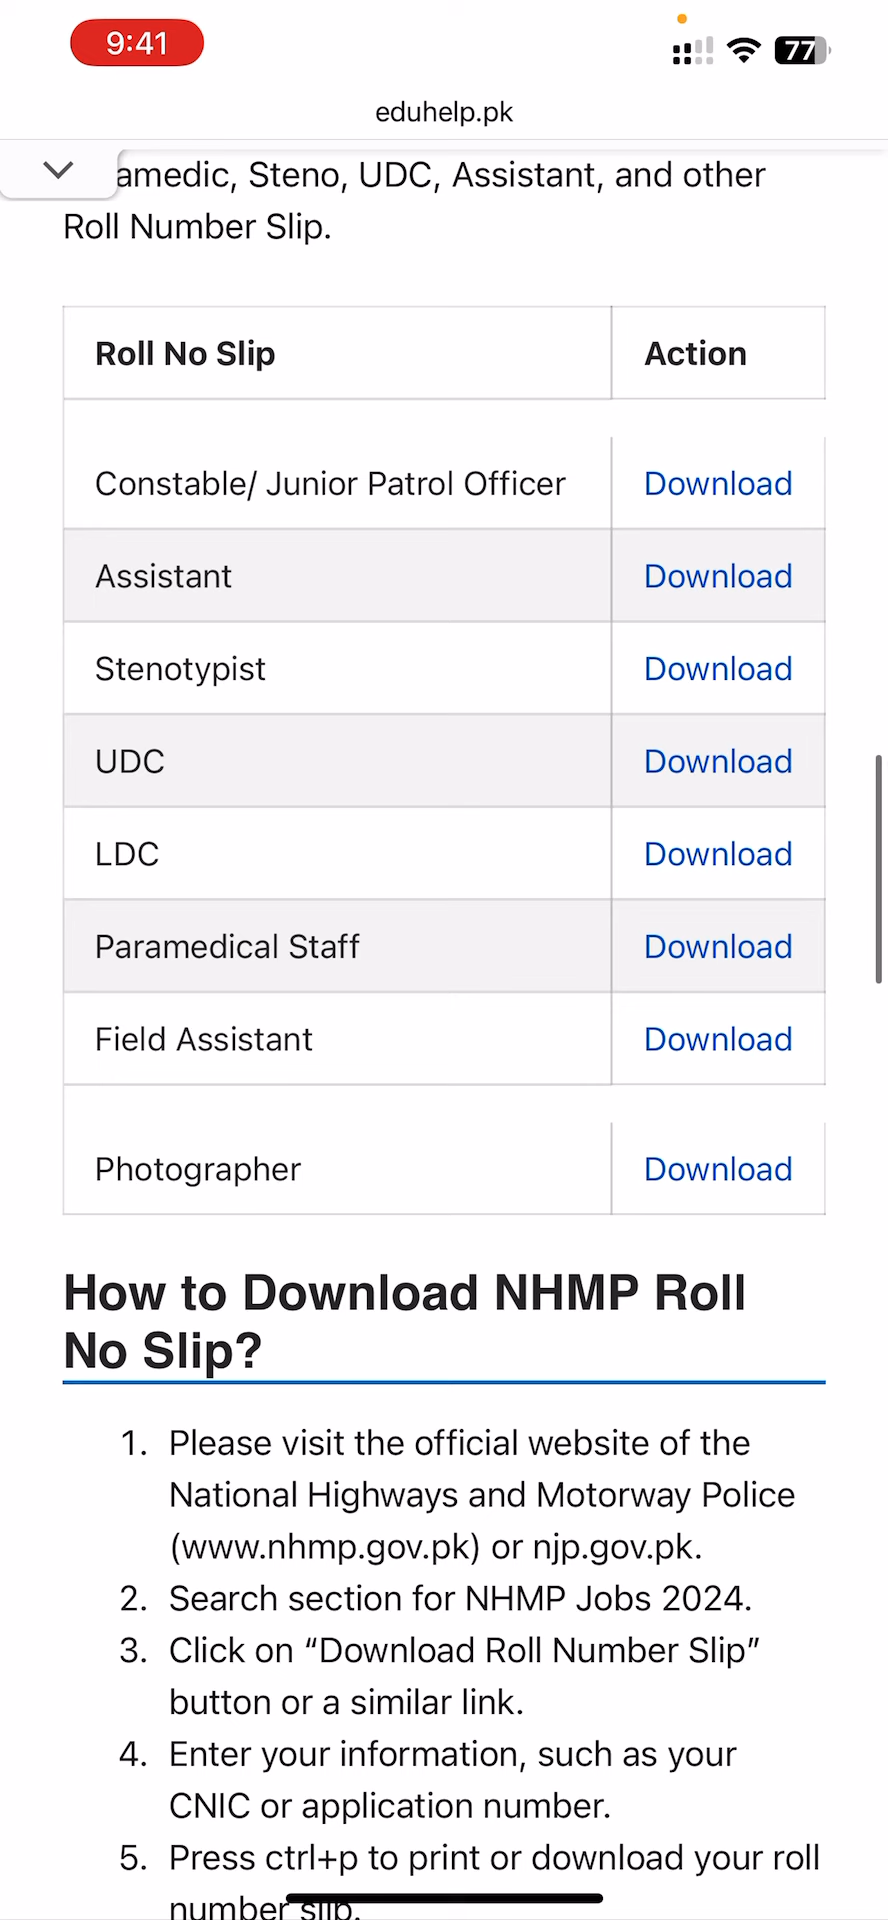 9:41
77
eduhelp.pk
amedic, Steno, UDC, Assistant, and other
Roll Number Slip.
Roll No Slip Action
Constable/ Junior Patrol Officer Download
Assistant Download
Stenotypist Download
UDC Download
LDC Download
Paramedical Staff Download
Field Assistant Download
Photographer Download
How to Download NHMP Roll
No Slip?
1. Please visit the official website of the
National Highways and Motorway Police
(www.nhmp.gov.pk) or njp.gov.pk.
2. Search section for NHMP Jobs 2024.
3. Click on “Download Roll Number Slip”
button or a similar link.
4. Enter your information, such as your
CNIC or application number.
5. Press ctrl+p to print or download your roll
number slip.